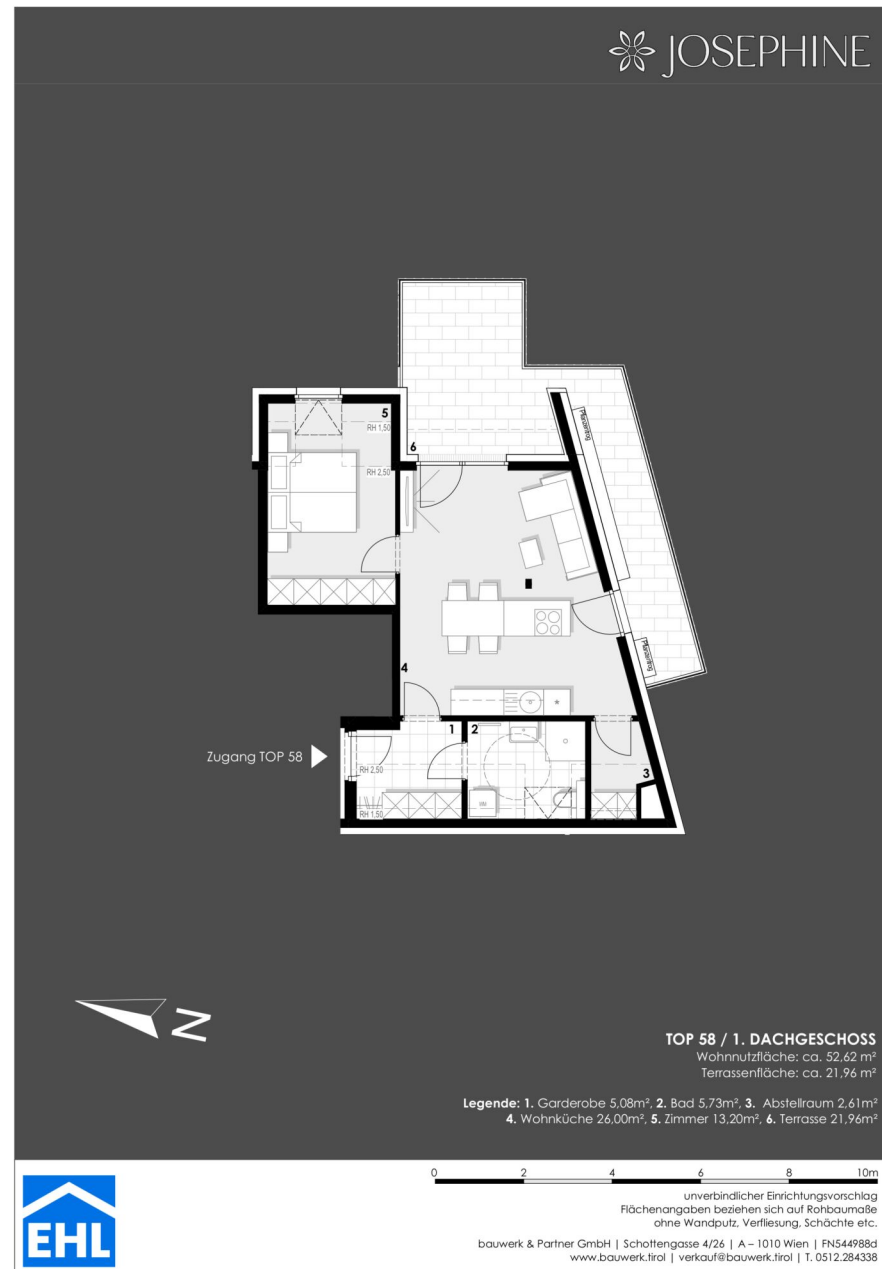 JOSEPHINE
5
RH 1,50
6
RH 2,50
Pflanztrog
4
Pflanztrog
Zugang TOP 58
1
2
RH 2,50
3
WM
RH 1,50
N
TOP 58 / 1. DACHGESCHOSS
Wohnnutzfläche: ca. 52,62 m²
Terrassenfläche: ca. 21,96 m²
Legende: 1. Garderobe 5,08m², 2. Bad 5,73m², 3. Abstellraum 2,61m²
4. Wohnküche 26,00m², 5. Zimmer 13,20m², 6. Terrasse 21,96m²
0 2 4 6 8 10m
unverbindlicher Einrichtungsvorschlag
Flächenangaben beziehen sich auf Rohbaumaße
ohne Wandputz, Verfliesung, Schächte etc.
EHL
bauwerk & Partner GmbH | Schottengasse 4/26 | A – 1010 Wien | FN544988d
www.bauwerk.tirol | verkauf@bauwerk.tirol | T. 0512.284338